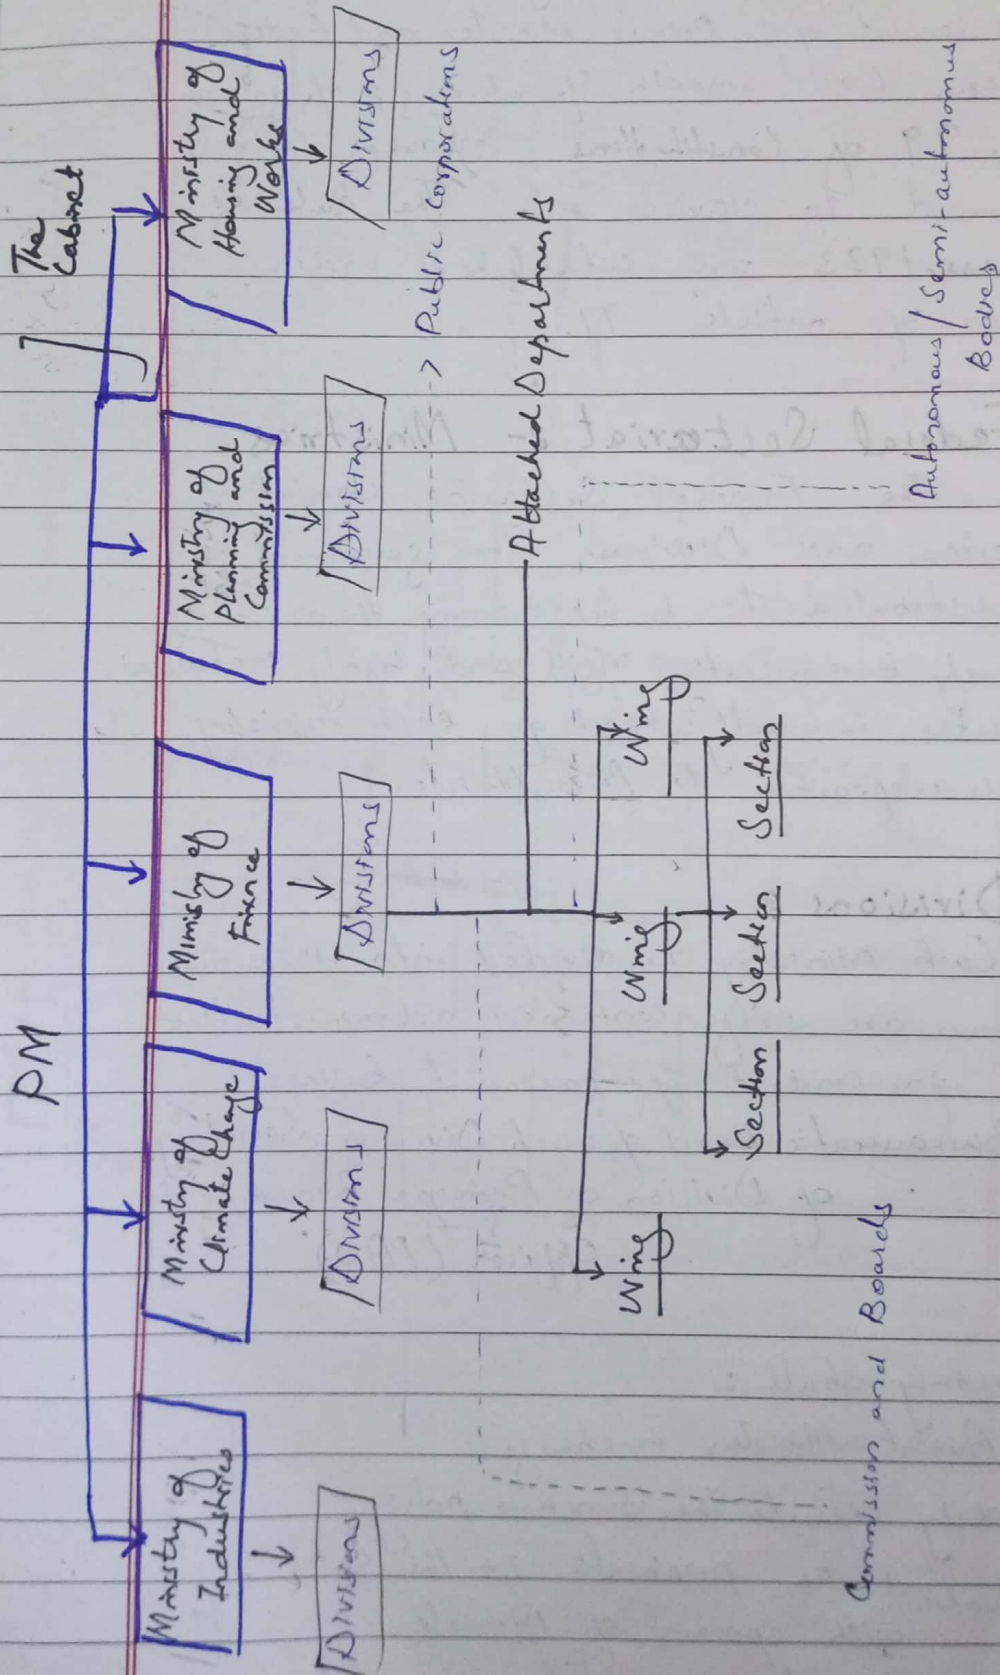 PM
The
Cabinet
Ministry of
Industries
Ministry of
Climate Change
Ministry of
Finance
Ministry of
Planning and
Commission
Ministry of
Housing and
Works
Divisions
Divisions
Divisions
Divisions
Divisions
Public Corporations
Attached Departments
Wing
Wing
Wing
Section
Section
Section
Commission and Boards
Autonomous / Semi-autonomus
Bodies